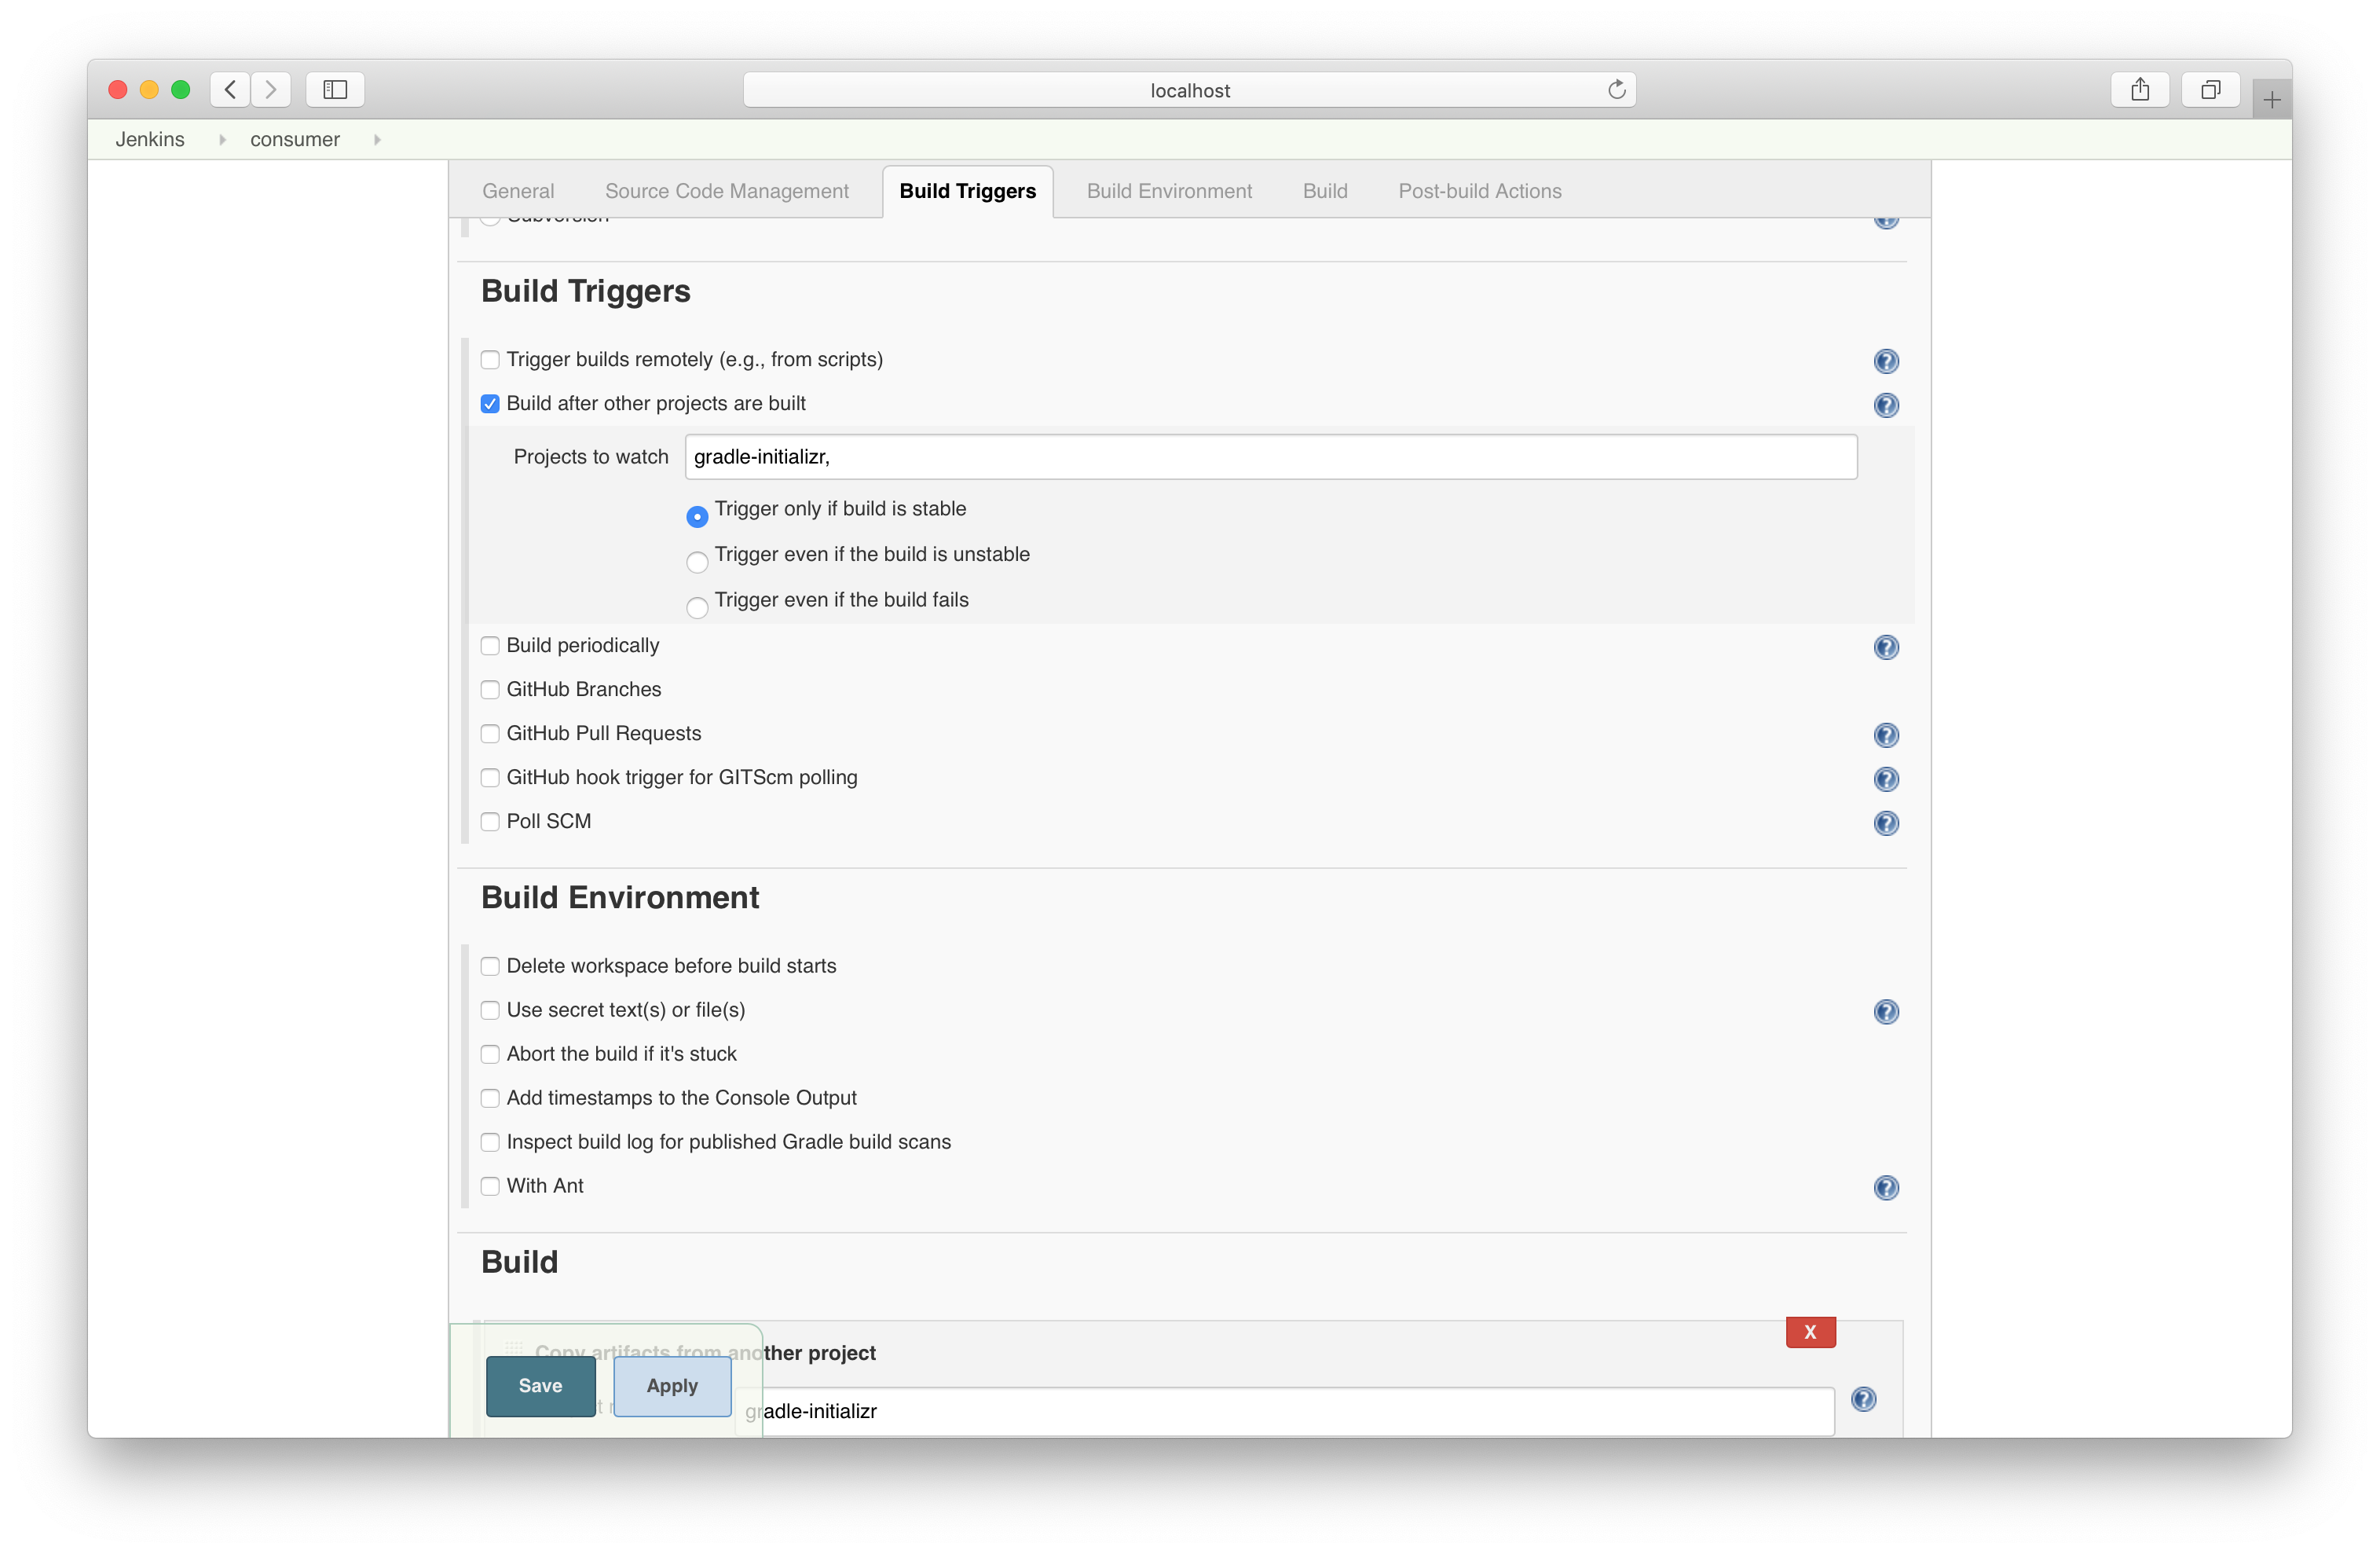 localhost
Jenkins consumer
General Source Code Management Build Triggers Build Environment Build Post-build Actions
Subversion
Build Triggers
Trigger builds remotely (e.g., from scripts)
Build after other projects are built
Projects to watch gradle-initializr,
Trigger only if build is stable
Trigger even if the build is unstable
Trigger even if the build fails
Build periodically
GitHub Branches
GitHub Pull Requests
GitHub hook trigger for GITScm polling
Poll SCM
Build Environment
Delete workspace before build starts
Use secret text(s) or file(s)
Abort the build if it's stuck
Add timestamps to the Console Output
Inspect build log for published Gradle build scans
With Ant
Build
X
Copy artifacts from another project
Save Apply
gradle-initializr